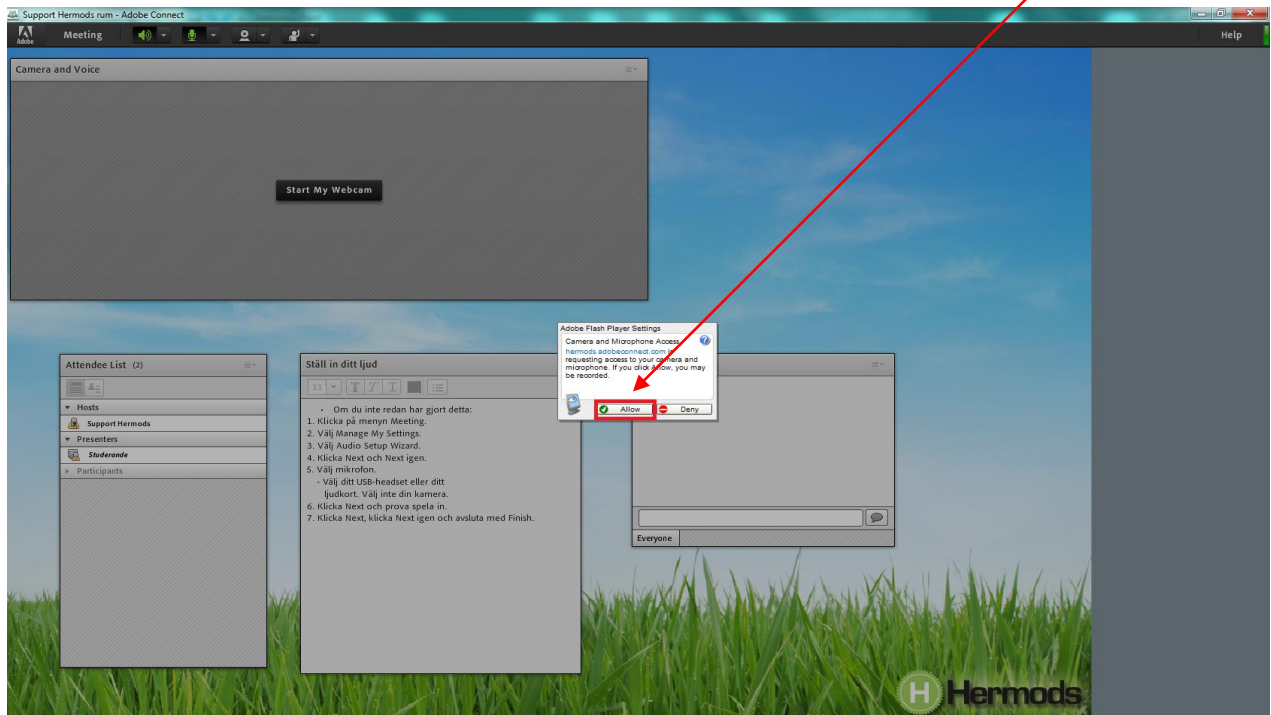 Support Hermods rum - Adobe Connect
Adobe
Meeting
Help
Camera and Voice
Start My Webcam
Adobe Flash Player Settings
Camera and Microphone Access
hermods.adobeconnect.com is
requesting access to your camera and
microphone. If you click Allow, you may
be recorded.
Allow
Deny
Attendee List (2)
Hosts
Support Hermods
Presenters
Studerande
Participants
Ställ in ditt ljud
11 T T I
• Om du inte redan har gjort detta:
1. Klicka på menyn Meeting.
2. Välj Manage My Settings.
3. Välj Audio Setup Wizard.
4. Klicka Next och Next igen.
5. Välj mikrofon.
- Välj ditt USB-headset eller ditt
ljudkort. Välj inte din kamera.
6. Klicka Next och prova spela in.
7. Klicka Next, klicka Next igen och avsluta med Finish.
Everyone
H Hermods